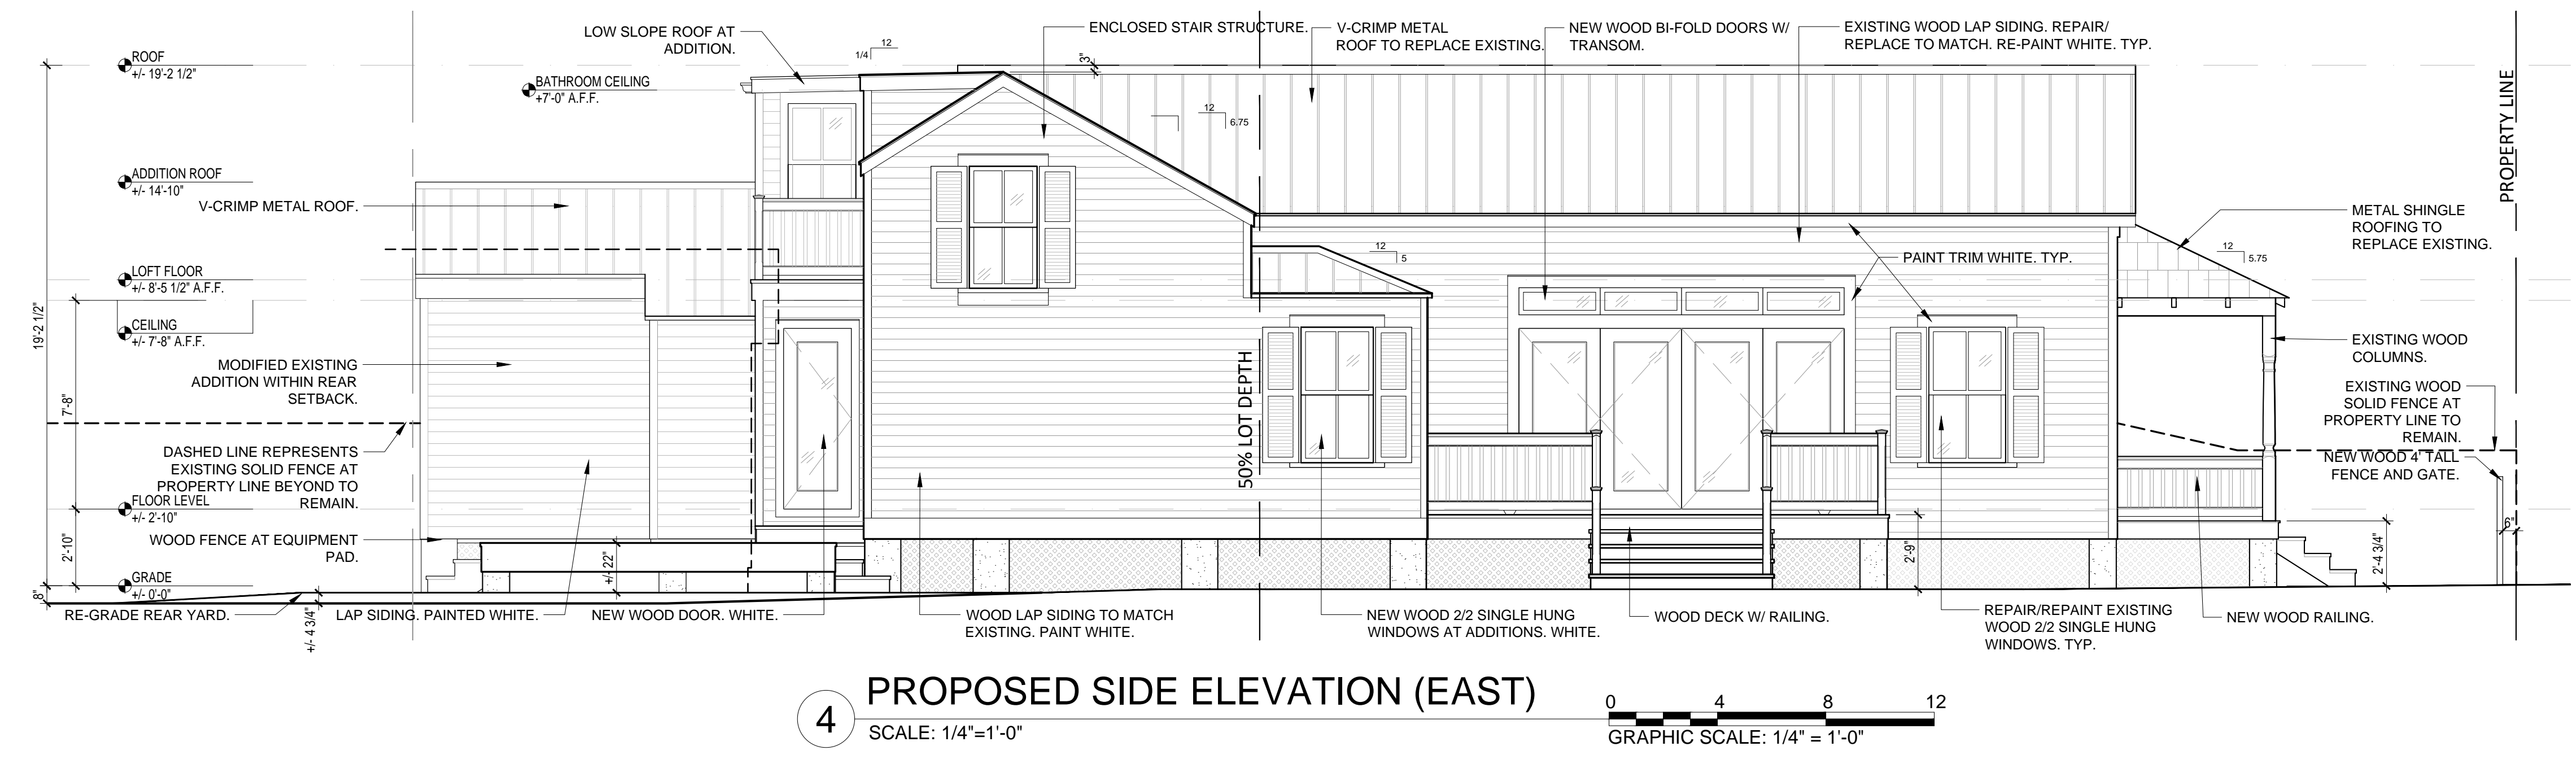 ROOF
+/- 19'-2 1/2"
LOW SLOPE ROOF AT
ADDITION.
BATHROOM CEILING
+7'-0" A.F.F.
12
1/4
ENCLOSED STAIR STRUCTURE.
3"
V-CRIMP METAL
ROOF TO REPLACE EXISTING.
NEW WOOD BI-FOLD DOORS W/
TRANSOM.
EXISTING WOOD LAP SIDING. REPAIR/
REPLACE TO MATCH. RE-PAINT WHITE. TYP.
PROPERTY LINE
12
6.75
ADDITION ROOF
+/- 14'-10"
V-CRIMP METAL ROOF.
METAL SHINGLE
ROOFING TO
REPLACE EXISTING.
12
5
PAINT TRIM WHITE. TYP.
12
5.75
LOFT FLOOR
+/- 8'-5 1/2" A.F.F.
CEILING
+/- 7'-8" A.F.F.
19'-2 1/2"
7'-8"
2'-10"
8"
MODIFIED EXISTING
ADDITION WITHIN REAR
SETBACK.
50% LOT DEPTH
EXISTING WOOD
COLUMNS.
EXISTING WOOD
SOLID FENCE AT
PROPERTY LINE TO
REMAIN.
NEW WOOD 4' TALL
FENCE AND GATE.
DASHED LINE REPRESENTS
EXISTING SOLID FENCE AT
PROPERTY LINE BEYOND TO
REMAIN.
FLOOR LEVEL
+/- 2'-10"
WOOD FENCE AT EQUIPMENT
PAD.
GRADE
+/- 0'-0"
+/- 22"
2'-9"
2'-4 3/4"
6"
RE-GRADE REAR YARD.
+/- 4 3/4"
LAP SIDING. PAINTED WHITE.
NEW WOOD DOOR. WHITE.
WOOD LAP SIDING TO MATCH
EXISTING. PAINT WHITE.
NEW WOOD 2/2 SINGLE HUNG
WINDOWS AT ADDITIONS. WHITE.
WOOD DECK W/ RAILING.
REPAIR/REPAINT EXISTING
WOOD 2/2 SINGLE HUNG
WINDOWS. TYP.
NEW WOOD RAILING.
4
PROPOSED SIDE ELEVATION (EAST)
SCALE: 1/4"=1'-0"
0 4 8 12
GRAPHIC SCALE: 1/4" = 1'-0"